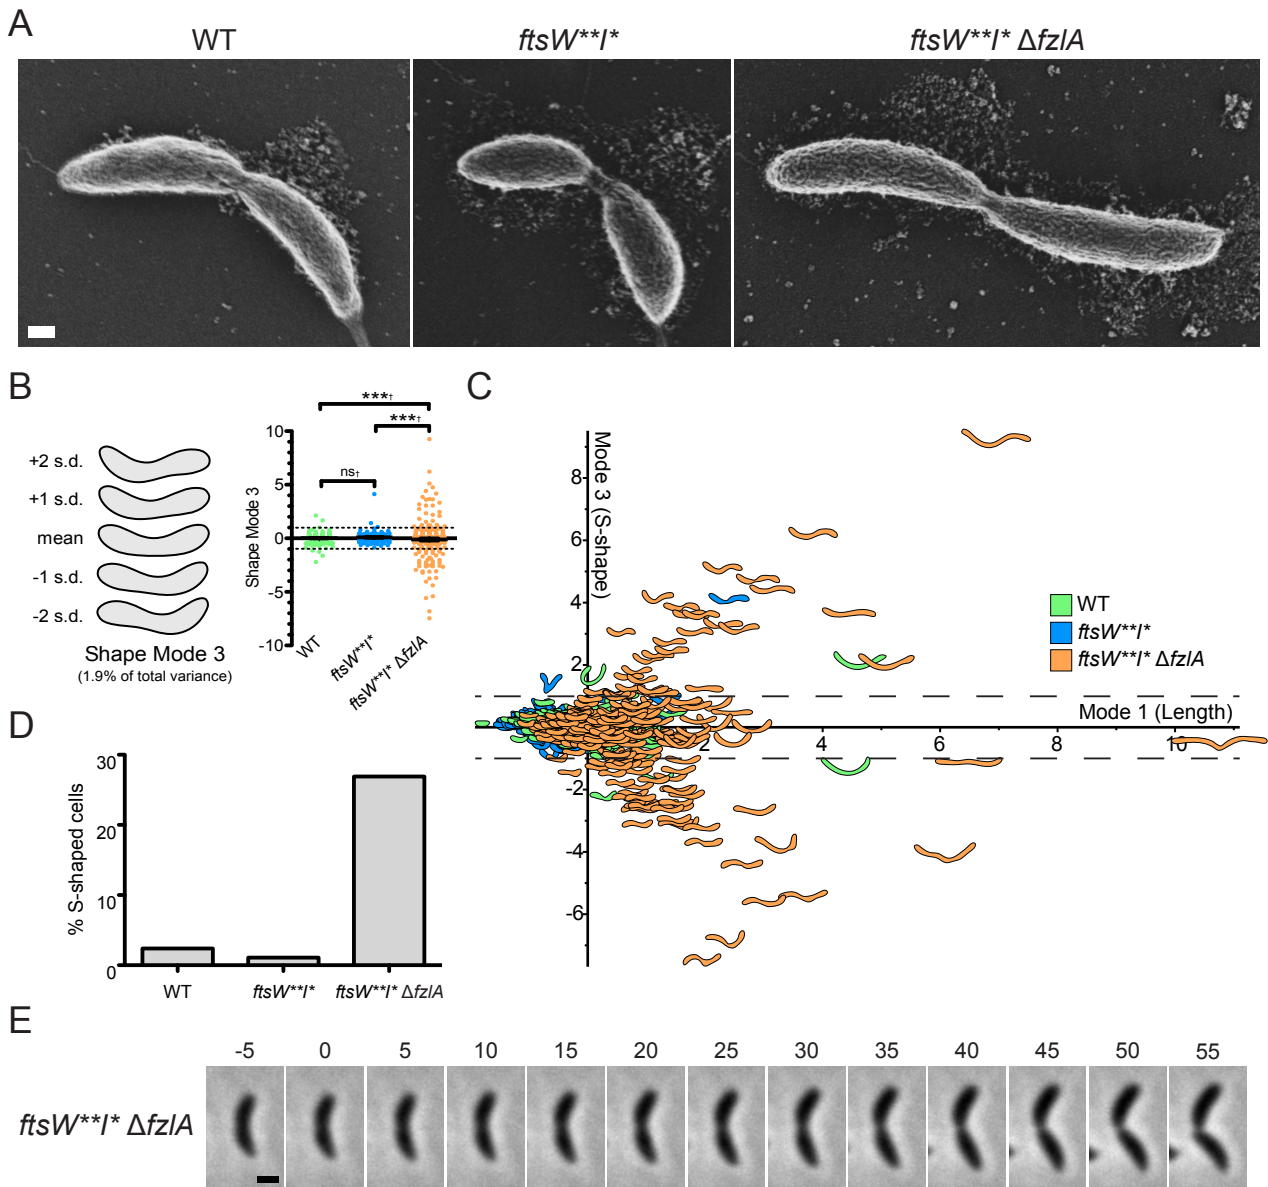 A
WT
ftsW**I*
ftsW**I* ΔfzlA
B
+2 s.d.
+1 s.d.
mean
-1 s.d.
-2 s.d.
Shape Mode 3
(1.9% of total variance)
Shape Mode 3
10
5
0
-5
-10
***†
***†
ns†
WT
ftsW**I*
ftsW**I* ΔfzlA
C
Mode 3 (S-shape)
8
6
4
2
-2
-4
-6
Mode 1 (Length)
2
4
6
8
10
WT
ftsW**I*
ftsW**I* ΔfzlA
D
% S-shaped cells
30
20
10
0
WT
ftsW**I*
ftsW**I* ΔfzlA
E
-5 0 5 10 15 20 25 30 35 40 45 50 55
ftsW**I* ΔfzlA